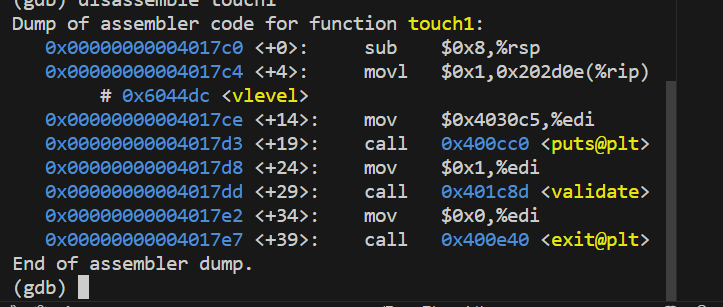 (gdb) disassemble touch1
Dump of assembler code for function touch1:
   0x00000000004017c0 <+0>:	sub    $0x8,%rsp
   0x00000000004017c4 <+4>:	movl   $0x1,0x202d0e(%rip)
        # 0x6044dc <vlevel>
   0x00000000004017ce <+14>:	mov    $0x4030c5,%edi
   0x00000000004017d3 <+19>:	call   0x400cc0 <puts@plt>
   0x00000000004017d8 <+24>:	mov    $0x1,%edi
   0x00000000004017dd <+29>:	call   0x401c8d <validate>
   0x00000000004017e2 <+34>:	mov    $0x0,%edi
   0x00000000004017e7 <+39>:	call   0x400e40 <exit@plt>
End of assembler dump.
(gdb)